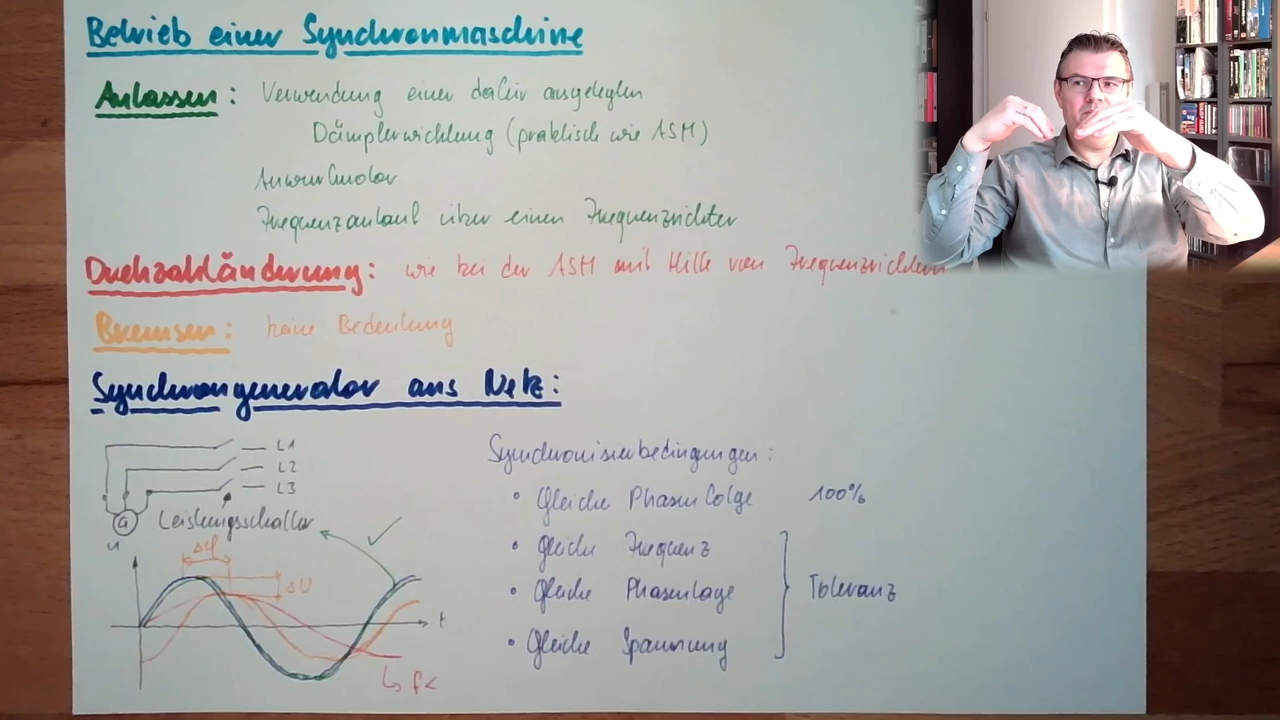 Betrieb einer Synchronmaschine
Anlassen: Verwendung einer dafür ausgelegten
Dämpferwicklung (praktisch wie ASM)
Anwurfmotor
Frequenzanlauf über einen Frequenzrichter
Drehzahländerung: wie bei der ASM mit Hilfe von Frequenzrichtern
Bremsen: keine Bedeutung
Synchrongenerator ans Netz:
L1
L2
L3
G
Leistungsschalter
u
Δφ
ΔU
t
f<
Synchronisierbedingungen:
• Gleiche Phasenfolge 100%
• Gleiche Frequenz
• Gleiche Phasenlage
Toleranz
• Gleiche Spannung